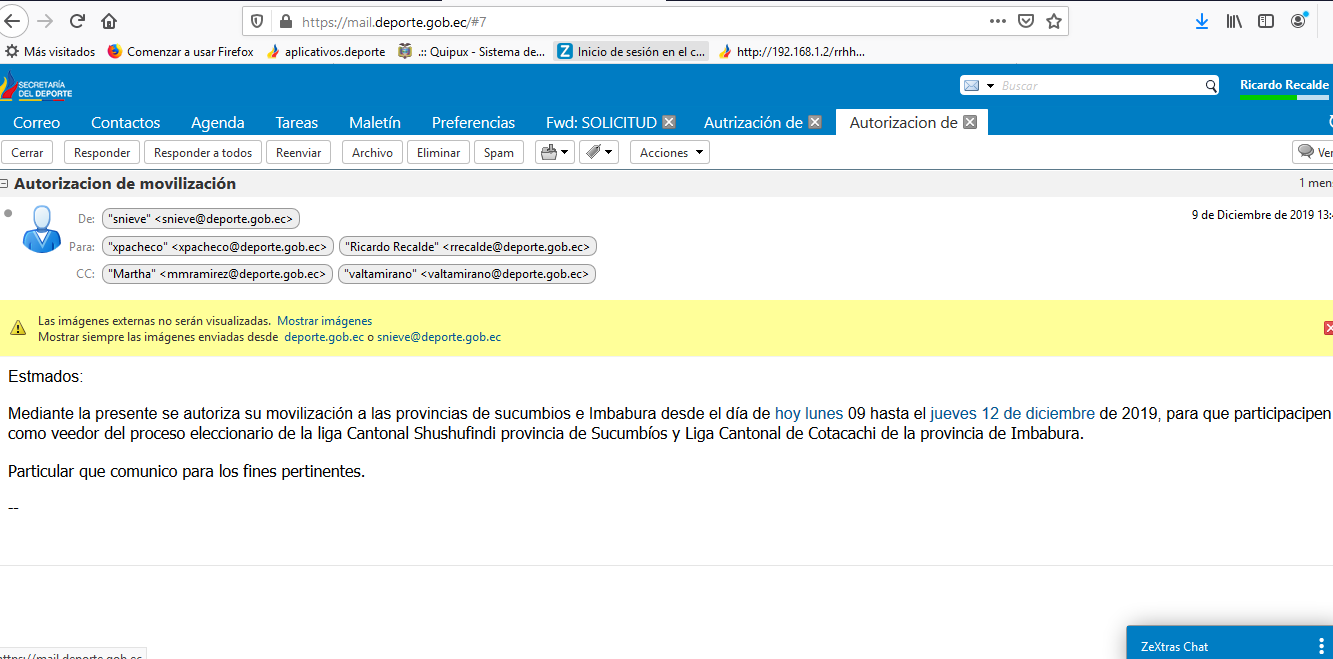 https://mail.deporte.gob.ec/#7
Más visitados Comenzar a usar Firefox aplicativos.deporte .:: Quipux - Sistema de... Inicio de sesión en el c... http://192.168.1.2/rrhh...
SECRETARÍA
DEL DEPORTE
Buscar
Ricardo Recalde
Correo Contactos Agenda Tareas Maletín Preferencias Fwd: SOLICITUD Autrización de Autorizacion de
Cerrar Responder Responder a todos Reenviar Archivo Eliminar Spam Acciones Ver
Autorizacion de movilización
1 mens
De: "snieve" <snieve@deporte.gob.ec>
9 de Diciembre de 2019 13:
Para: "xpacheco" <xpacheco@deporte.gob.ec> "Ricardo Recalde" <rrecalde@deporte.gob.ec>
CC: "Martha" <mmramirez@deporte.gob.ec> "valtamirano" <valtamirano@deporte.gob.ec>
Las imágenes externas no serán visualizadas. Mostrar imágenes
Mostrar siempre las imágenes enviadas desde deporte.gob.ec o snieve@deporte.gob.ec
Estmados:
Mediante la presente se autoriza su movilización a las provincias de sucumbios e Imbabura desde el día de hoy lunes 09 hasta el jueves 12 de diciembre de 2019, para que participacipen
como veedor del proceso eleccionario de la liga Cantonal Shushufindi provincia de Sucumbíos y Liga Cantonal de Cotacachi de la provincia de Imbabura.
Particular que comunico para los fines pertinentes.
--
ZeXtras Chat
https://mail.deporte.gob.ec